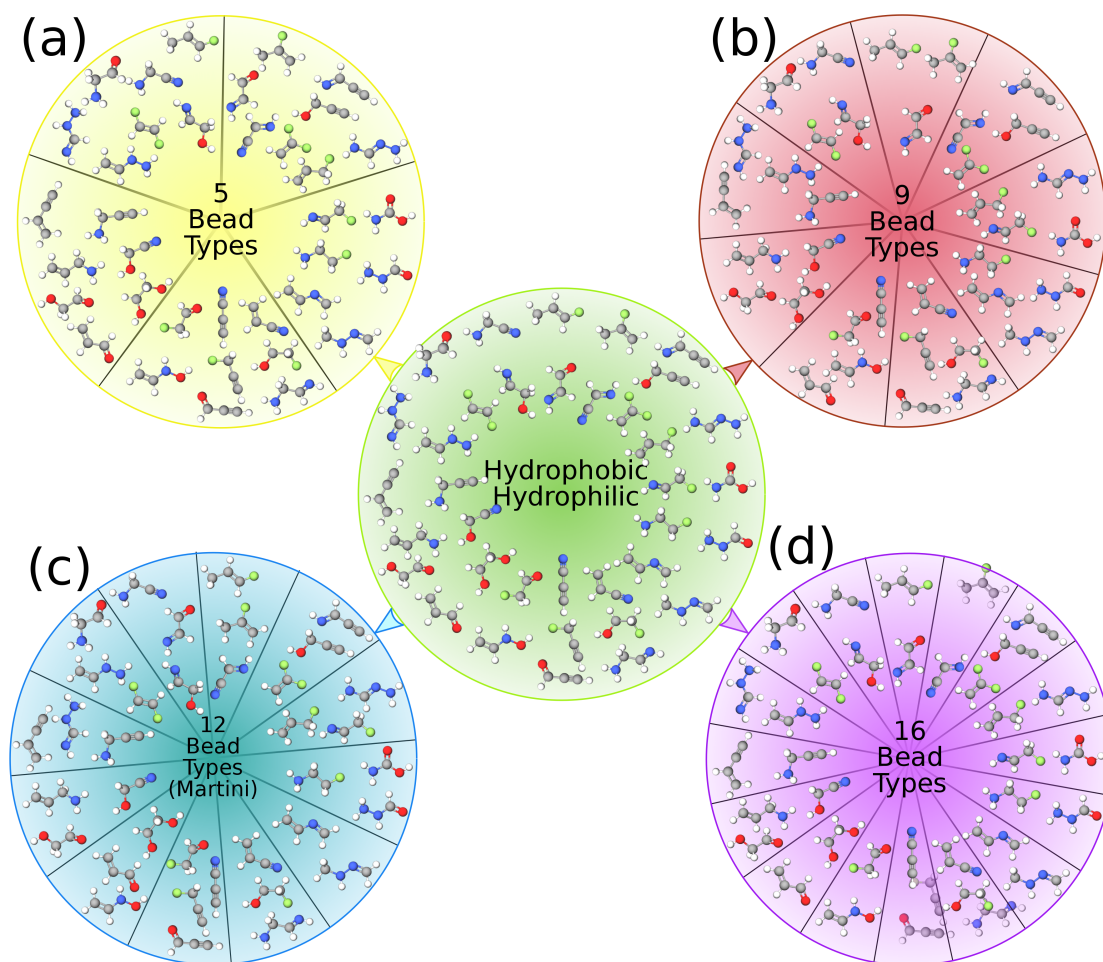 (a)
5
Bead
Types
(b)
9
Bead
Types
Hydrophobic
Hydrophilic
(c)
12
Bead
Types
(Martini)
(d)
16
Bead
Types